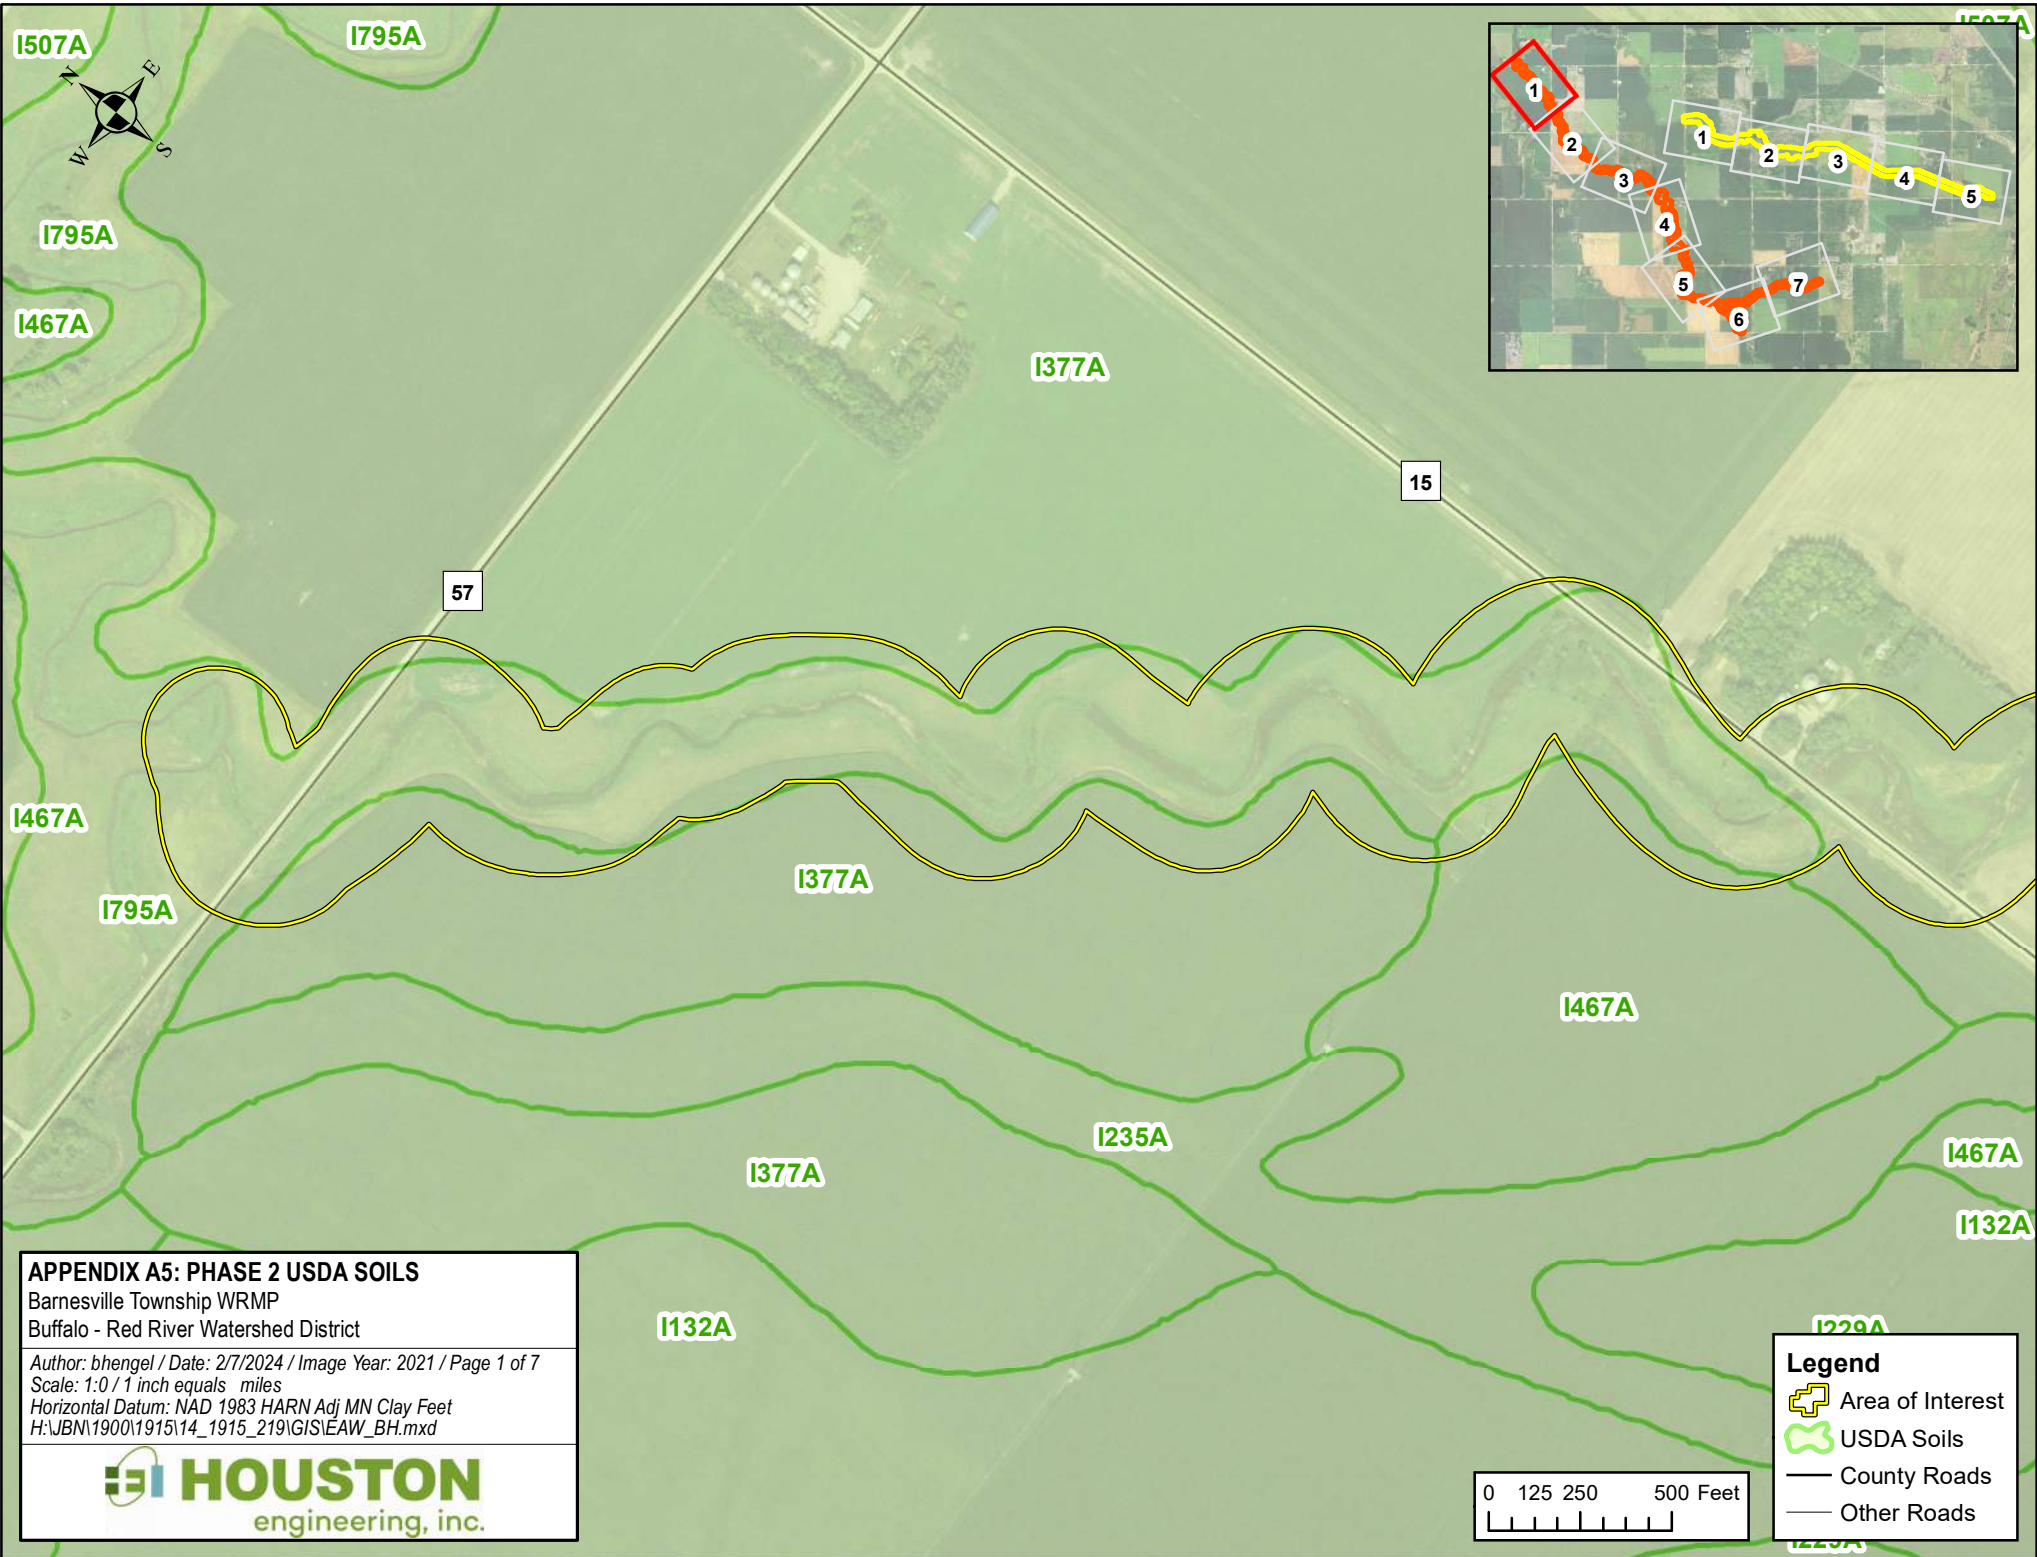 I507A
I795A
I507A
N
E
W
S
1
2
3
4
5
6
7
1
2
3
4
5
I795A
I467A
I377A
15
57
I467A
I377A
I795A
I467A
I235A
I377A
I467A
I132A
I132A
I229A
I229A
APPENDIX A5: PHASE 2 USDA SOILS
Barnesville Township WRMP
Buffalo - Red River Watershed District
Author: bhengel / Date: 2/7/2024 / Image Year: 2021 / Page 1 of 7
Scale: 1:0 / 1 inch equals miles
Horizontal Datum: NAD 1983 HARN Adj MN Clay Feet
H:\JBN\1900\1915\14_1915_219\GIS\EAW_BH.mxd
HOUSTON
engineering, inc.
0 125 250 500 Feet
Legend
Area of Interest
USDA Soils
County Roads
Other Roads